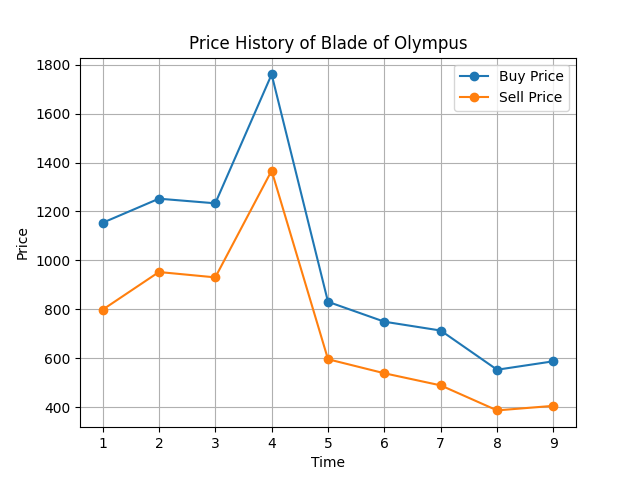 Price History of Blade of Olympus
Buy Price
Sell Price
Price
1800
1600
1400
1200
1000
800
600
400
1 2 3 4 5 6 7 8 9
Time